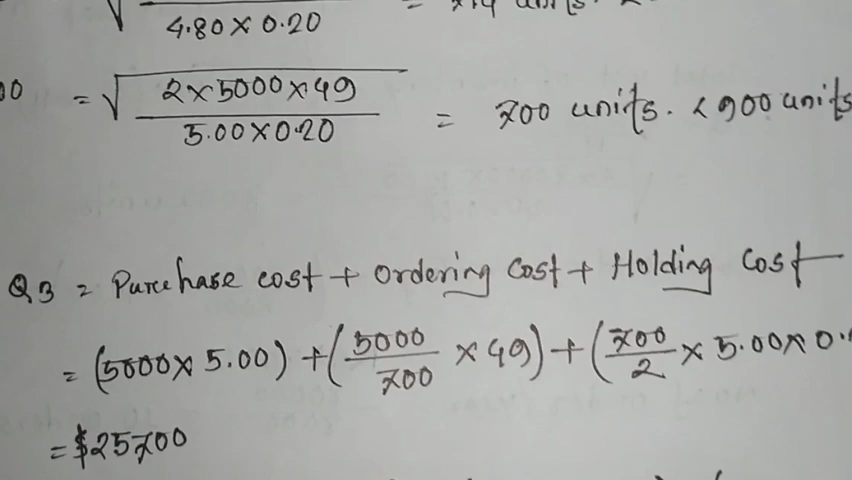 4.80 × 0.20
= √ 2×5000×49 / 5.00×0.20 = 700 units. < 900 units
Q3 = Purchase cost + Ordering Cost + Holding Cost
= (5000 × 5.00) + (5000 / 700 × 49) + (700 / 2 × 5.00 × 0.
= $25700